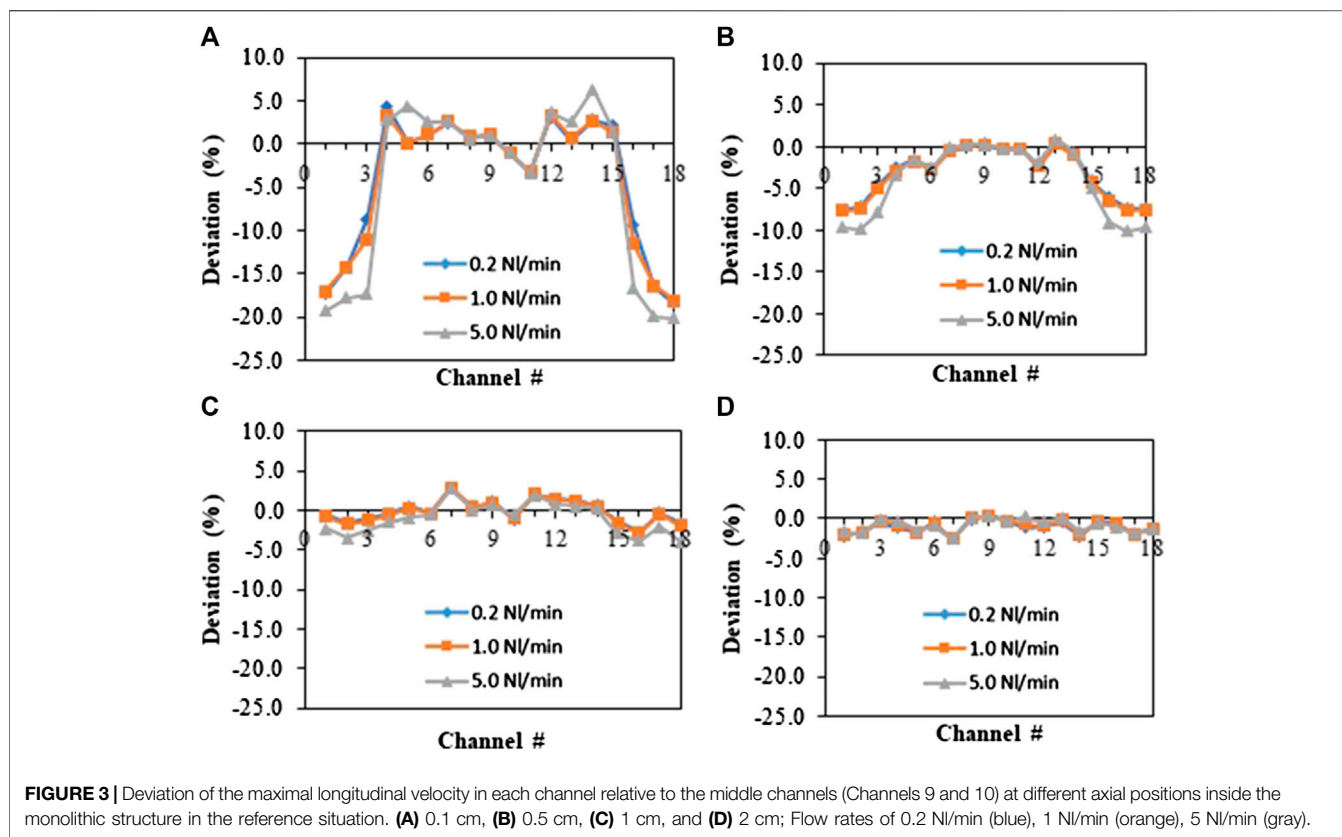 A
10.0
5.0
0.0
-5.0
-10.0
-15.0
-20.0
-25.0
Deviation (%)
0 3 6 9 12 15 18
0.2 Nl/min
1.0 Nl/min
5.0 Nl/min
Channel #
B
10.0
5.0
0.0
-5.0
-10.0
-15.0
-20.0
-25.0
Deviation (%)
0 3 6 9 12 15 18
0.2 Nl/min
1.0 Nl/min
5.0 Nl/min
Channel #
C
10.0
5.0
0.0
-5.0
-10.0
-15.0
-20.0
-25.0
Deviation (%)
0 3 6 9 12 15 18
0.2 Nl/min
1.0 Nl/min
5.0 Nl/min
Channel #
D
10.0
5.0
0.0
-5.0
-10.0
-15.0
-20.0
-25.0
Deviation (%)
0 3 6 9 12 15 18
0.2 Nl/min
1.0 Nl/min
5.0 Nl/min
Channel #
FIGURE 3 | Deviation of the maximal longitudinal velocity in each channel relative to the middle channels (Channels 9 and 10) at different axial positions inside the
monolithic structure in the reference situation. (A) 0.1 cm, (B) 0.5 cm, (C) 1 cm, and (D) 2 cm; Flow rates of 0.2 Nl/min (blue), 1 Nl/min (orange), 5 Nl/min (gray).